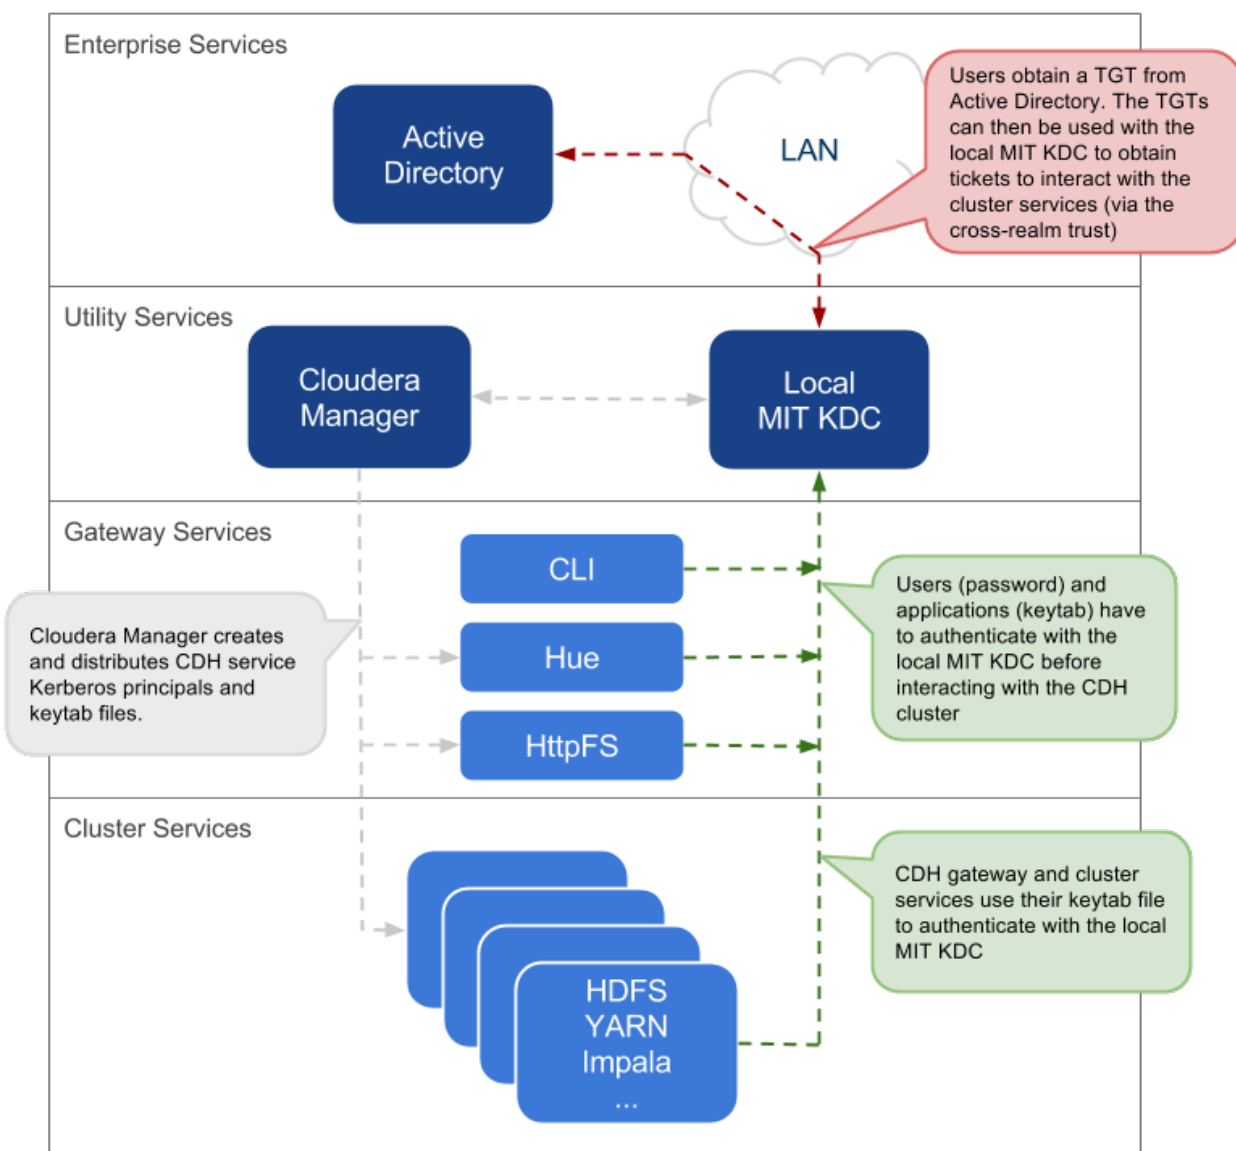 Enterprise Services
Active
Directory
LAN
Users obtain a TGT from
Active Directory. The TGTs
can then be used with the
local MIT KDC to obtain
tickets to interact with the
cluster services (via the
cross-realm trust)
Utility Services
Cloudera
Manager
Local
MIT KDC
Gateway Services
CLI
Hue
HttpFS
Cloudera Manager creates
and distributes CDH service
Kerberos principals and
keytab files.
Users (password) and
applications (keytab) have
to authenticate with the
local MIT KDC before
interacting with the CDH
cluster
Cluster Services
HDFS
YARN
Impala
...
CDH gateway and cluster
services use their keytab file
to authenticate with the local
MIT KDC